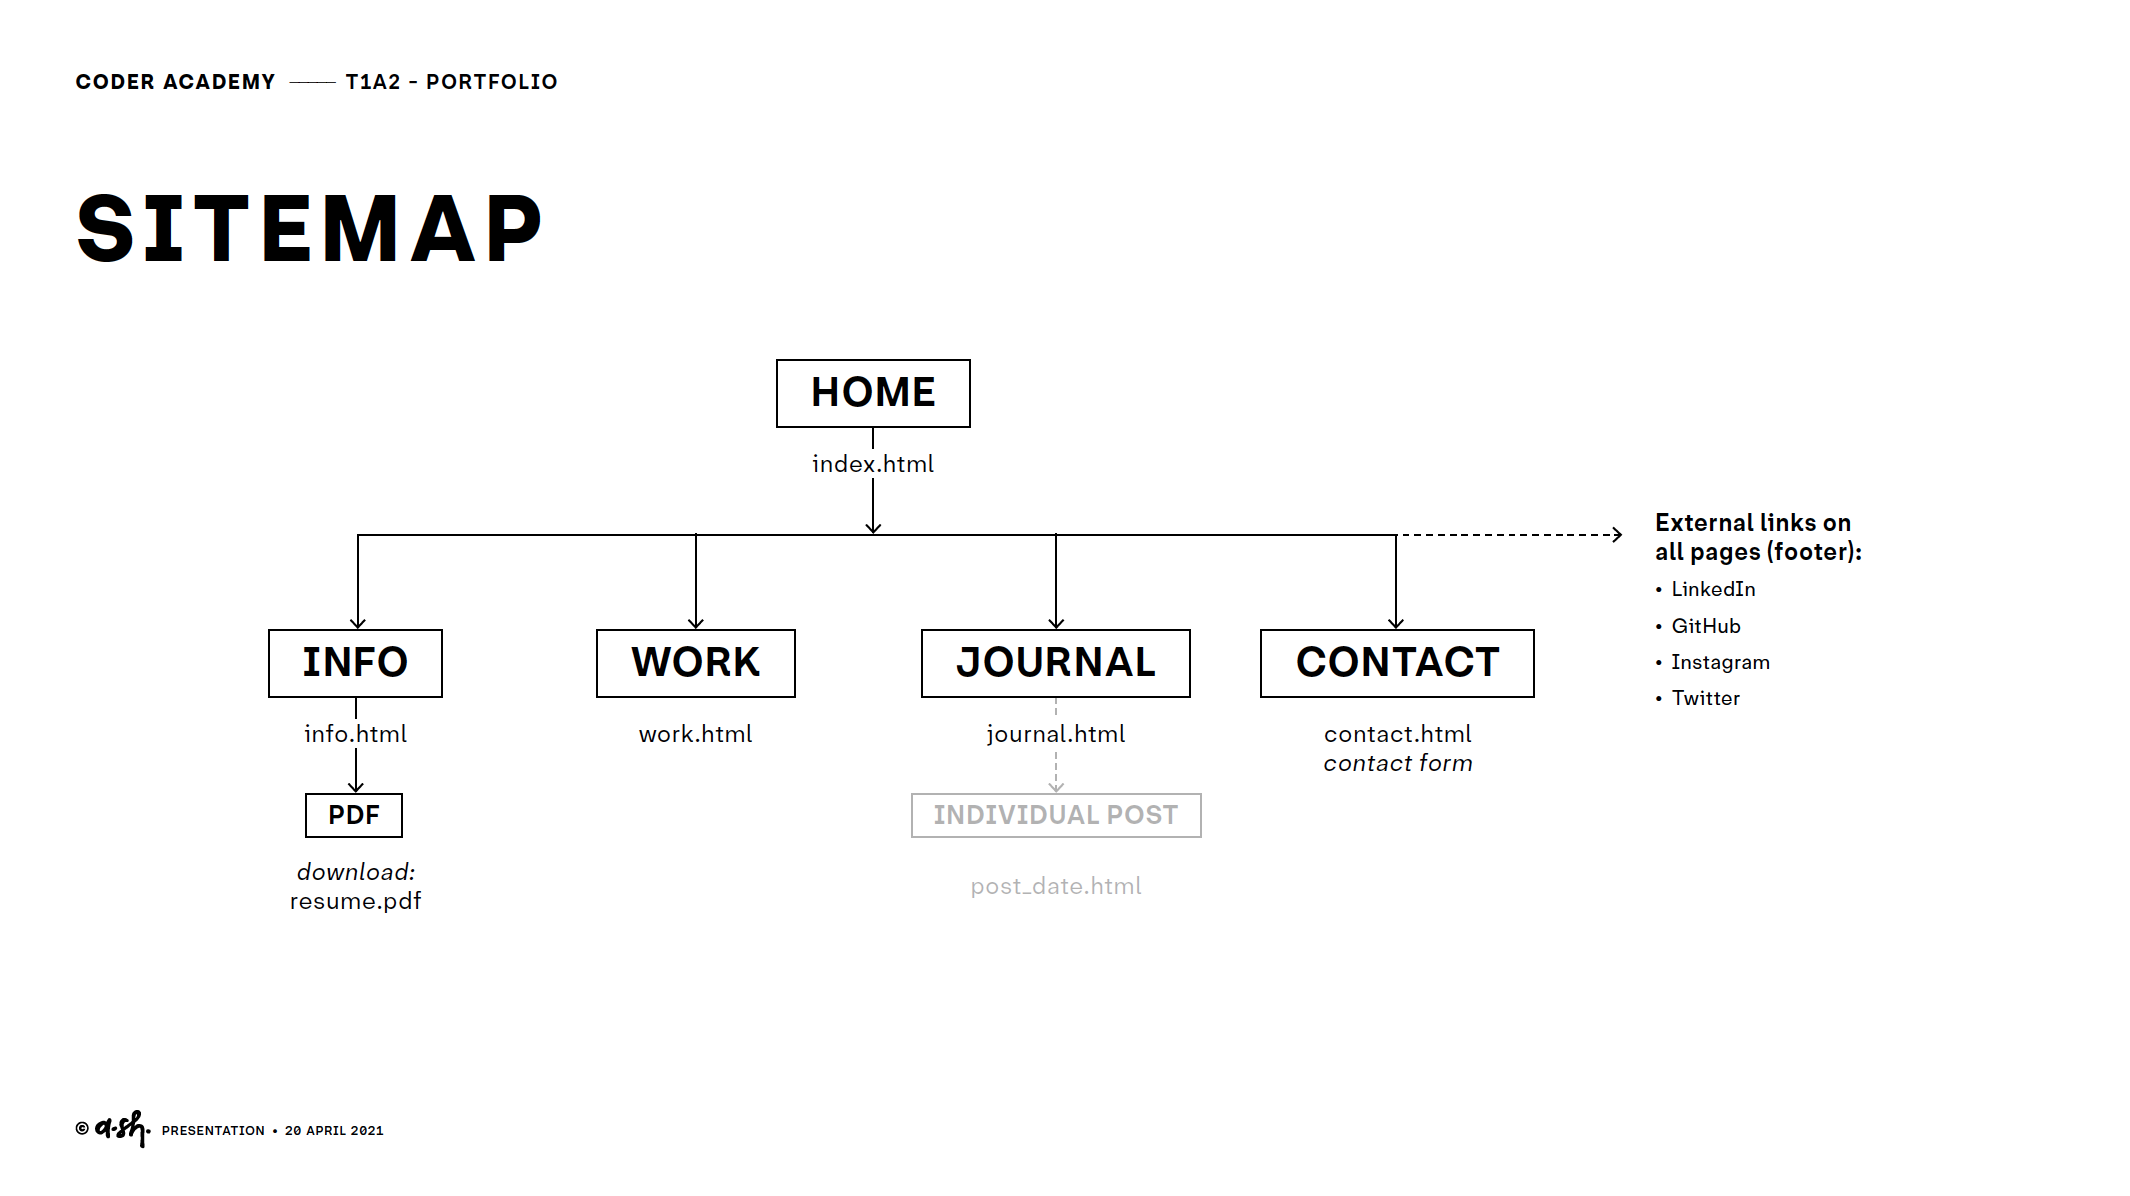 CODER ACADEMY —— T1A2 - PORTFOLIO
SITEMAP
HOME
index.html
External links on
all pages (footer):
• LinkedIn
• GitHub
• Instagram
• Twitter
INFO
WORK
JOURNAL
CONTACT
info.html
work.html
journal.html
contact.html
contact form
PDF
INDIVIDUAL POST
download:
resume.pdf
post_date.html
© a.sh. PRESENTATION • 20 APRIL 2021